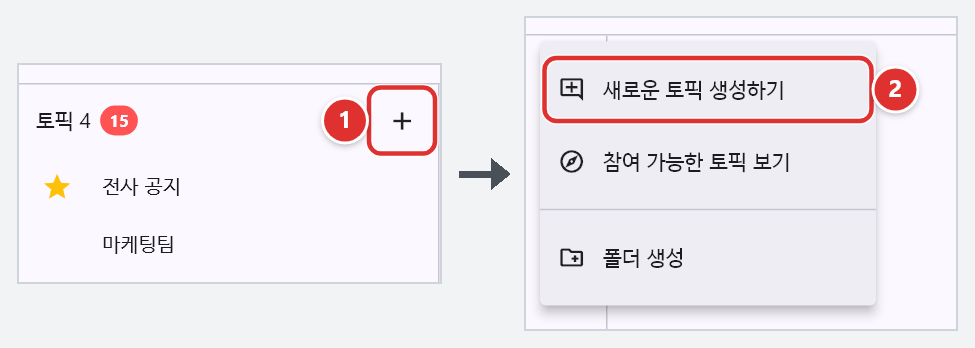 토픽 4 15
1
+
전사 공지
마케팅팀
새로운 토픽 생성하기
2
참여 가능한 토픽 보기
폴더 생성